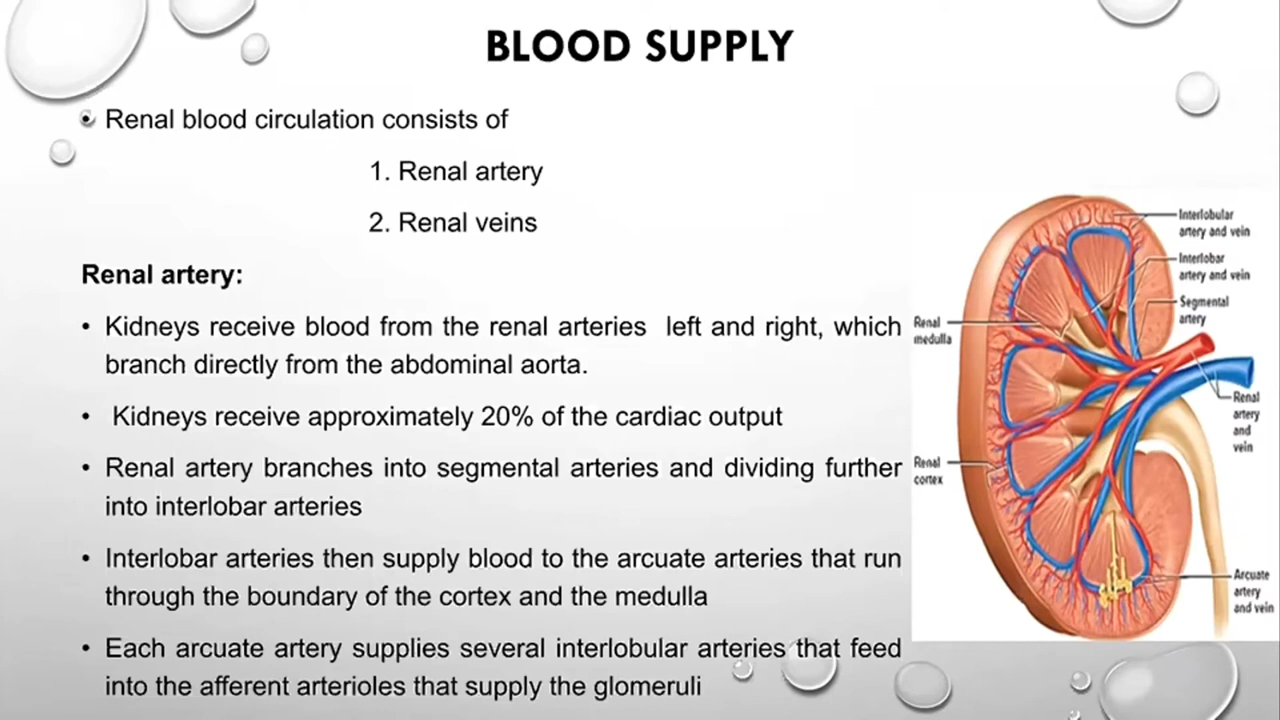 BLOOD SUPPLY
• Renal blood circulation consists of
1. Renal artery
2. Renal veins
Renal artery:
• Kidneys receive blood from the renal arteries left and right, which
branch directly from the abdominal aorta.
• Kidneys receive approximately 20% of the cardiac output
• Renal artery branches into segmental arteries and dividing further
into interlobar arteries
• Interlobar arteries then supply blood to the arcuate arteries that run
through the boundary of the cortex and the medulla
• Each arcuate artery supplies several interlobular arteries that feed
into the afferent arterioles that supply the glomeruli
Interlobular
artery and vein
Interlobar
artery and vein
Segmental
artery
Renal
medulla
Renal
artery
and
vein
Renal
cortex
Arcuate
artery
and vein